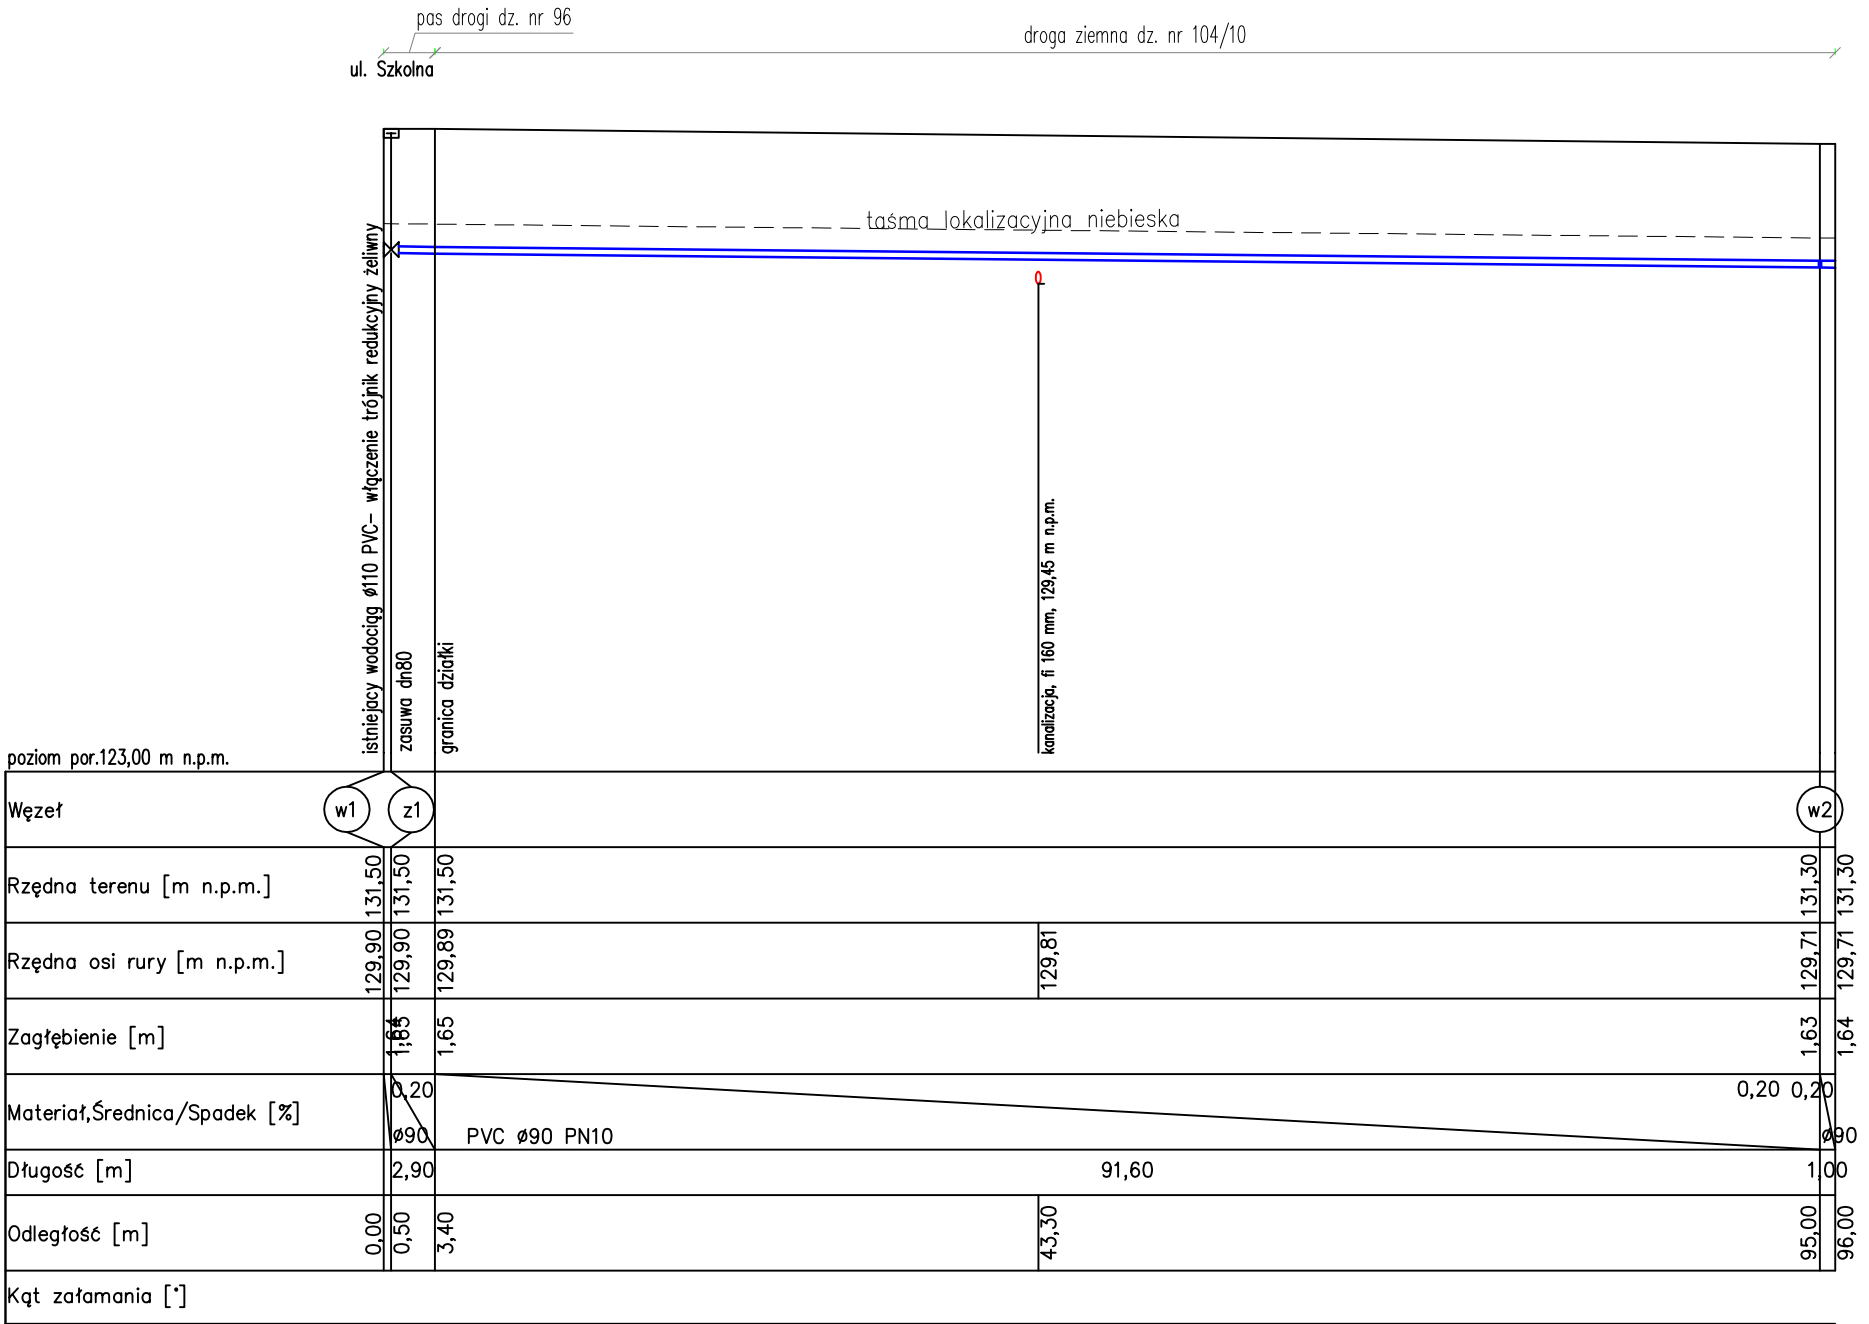 pas drogi dz. nr 96
droga ziemna dz. nr 104/10
ul. Szkolna
taśma lokalizacyjna niebieska
istniejacy wodociąg ø110 PVC- włączenie trójnik redukcyjny żeliwny
zasuwa dn80
granica działki
kanalizacja, fi 160 mm, 129,45 m n.p.m.
poziom por.123,00 m n.p.m.
Węzeł w1 z1 w2
Rzędna terenu [m n.p.m.] 131,50 131,50 131,50 131,30 131,30
Rzędna osi rury [m n.p.m.] 129,90 129,90 129,89 129,81 129,71 129,71
Zagłębienie [m] 1,64 1,65 1,65 1,63 1,64
Materiał,Średnica/Spadek [%] 0,20 0,20 0,20
ø90 PVC ø90 PN10 ø90
Długość [m] 2,90 91,60 1,00
Odległość [m] 0,00 0,50 3,40 43,30 95,00 96,00
Kąt załamania [°]